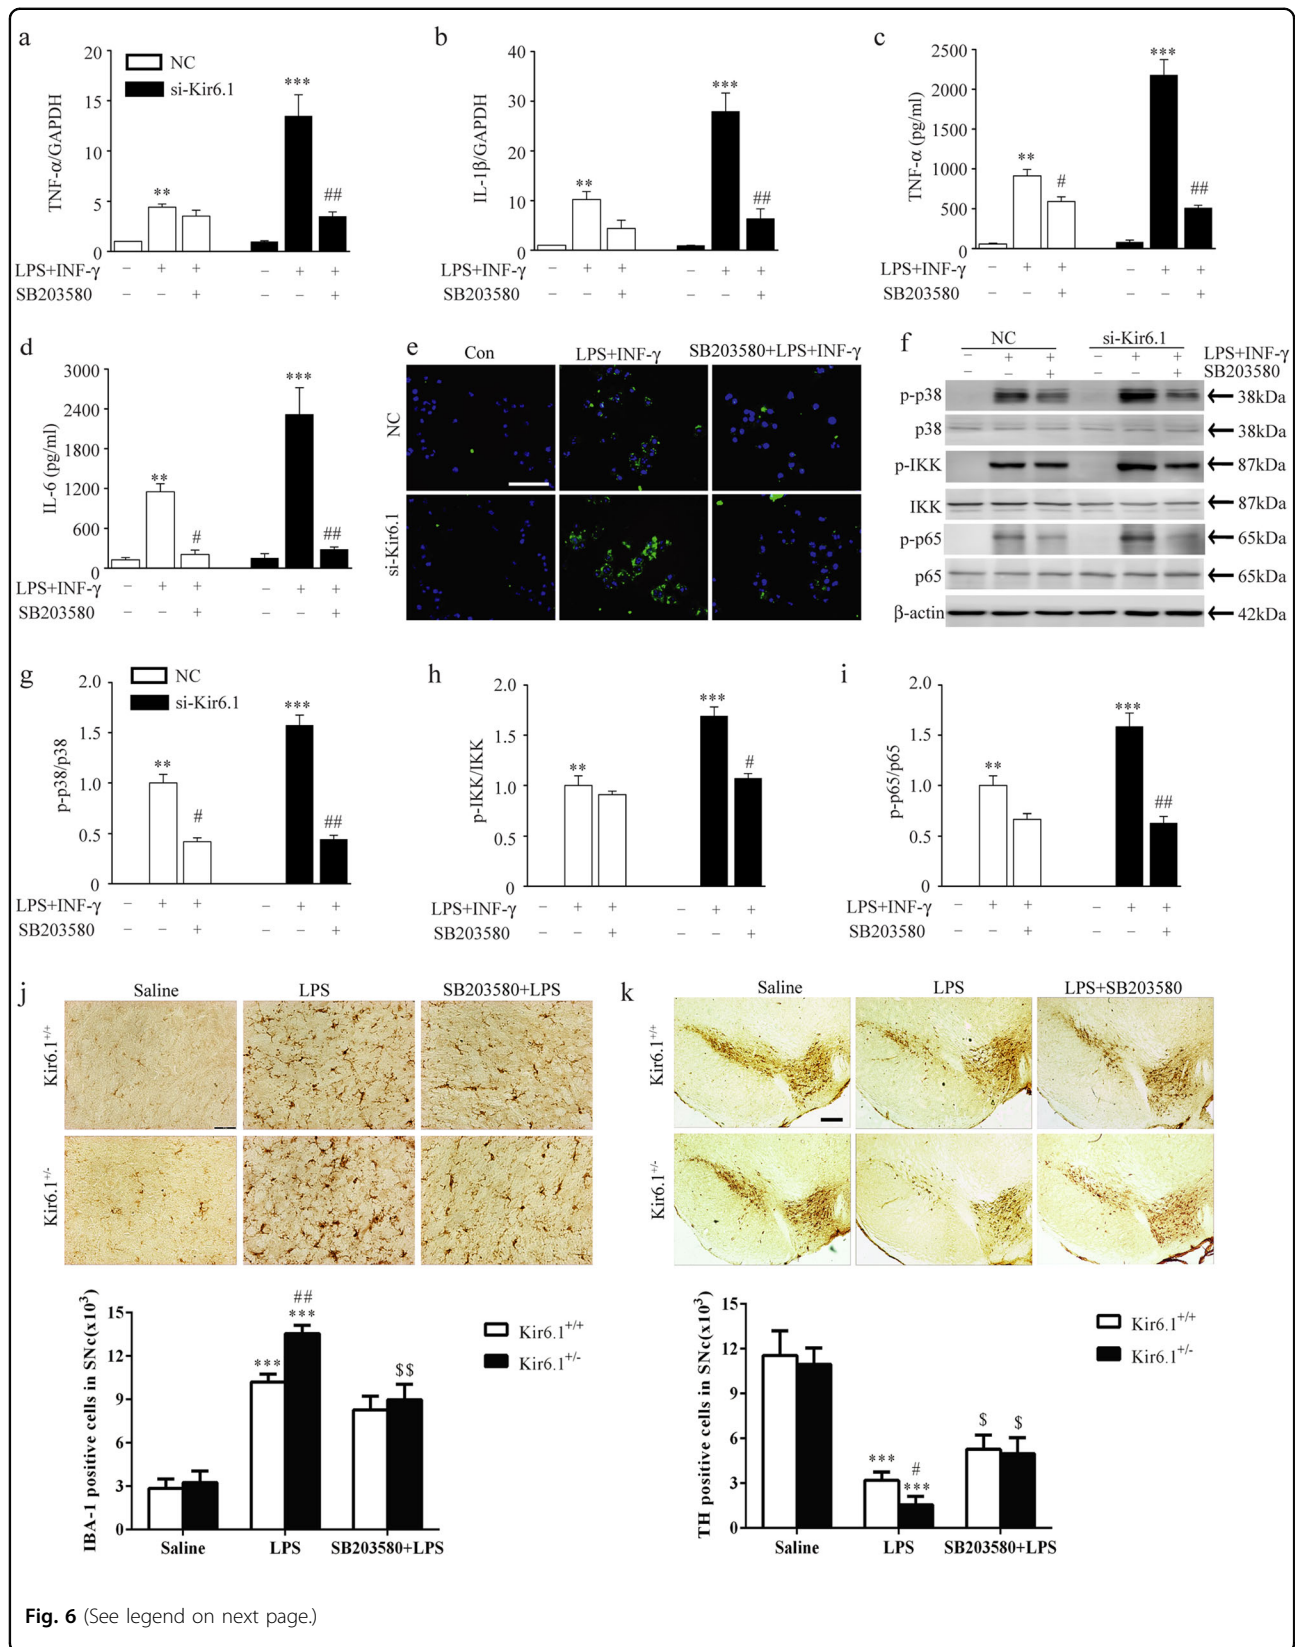 a
20
15
10
5
0
TNF-α/GAPDH
NC
si-Kir6.1
**
***
##
LPS+INF-γ − + + − + +
SB203580 − − + − − +
b
40
30
20
10
0
IL-1β/GAPDH
**
***
##
− + + − + +
− − + − − +
c
2500
2000
1500
1000
500
0
TNF-α (pg/ml)
**
#
***
##
− + + − + +
− − + − − +
d
3000
2400
1800
1200
600
0
IL-6 (pg/ml)
**
#
***
##
LPS+INF-γ − + + − + +
SB203580 − − + − − +
e
Con LPS+INF-γ SB203580+LPS+INF-γ
NC
si-Kir6.1
f
NC si-Kir6.1
− + + − + + LPS+INF-γ
− − + − − + SB203580
p-p38 ← 38kDa
p38 ← 38kDa
p-IKK ← 87kDa
IKK ← 87kDa
p-p65 ← 65kDa
p65 ← 65kDa
β-actin ← 42kDa
g
2.0
1.5
1.0
0.5
0
p-p38/p38
NC
si-Kir6.1
**
#
***
##
LPS+INF-γ − + + − + +
SB203580 − − + − − +
h
2.0
1.5
1.0
0.5
0
p-IKK/IKK
**
***
#
LPS+INF-γ − + + − + +
SB203580 − − + − − +
i
2.0
1.5
1.0
0.5
0
p-p65/p65
**
***
##
LPS+INF-γ − + + − + +
SB203580 − − + − − +
j
Saline LPS SB203580+LPS
Kir6.1+/+
Kir6.1+/-
15
12
9
6
3
0
IBA-1 positive cells in SNc(x10³)
***
##
***
$$
Kir6.1+/+
Kir6.1+/-
Saline LPS SB203580+LPS
k
Saline LPS LPS+SB203580
Kir6.1+/+
Kir6.1+/-
15
12
9
6
3
0
TH positive cells in SNc(x10³)
***
#
***
$ $
Kir6.1+/+
Kir6.1+/-
Saline LPS SB203580+LPS
Fig. 6 (See legend on next page.)